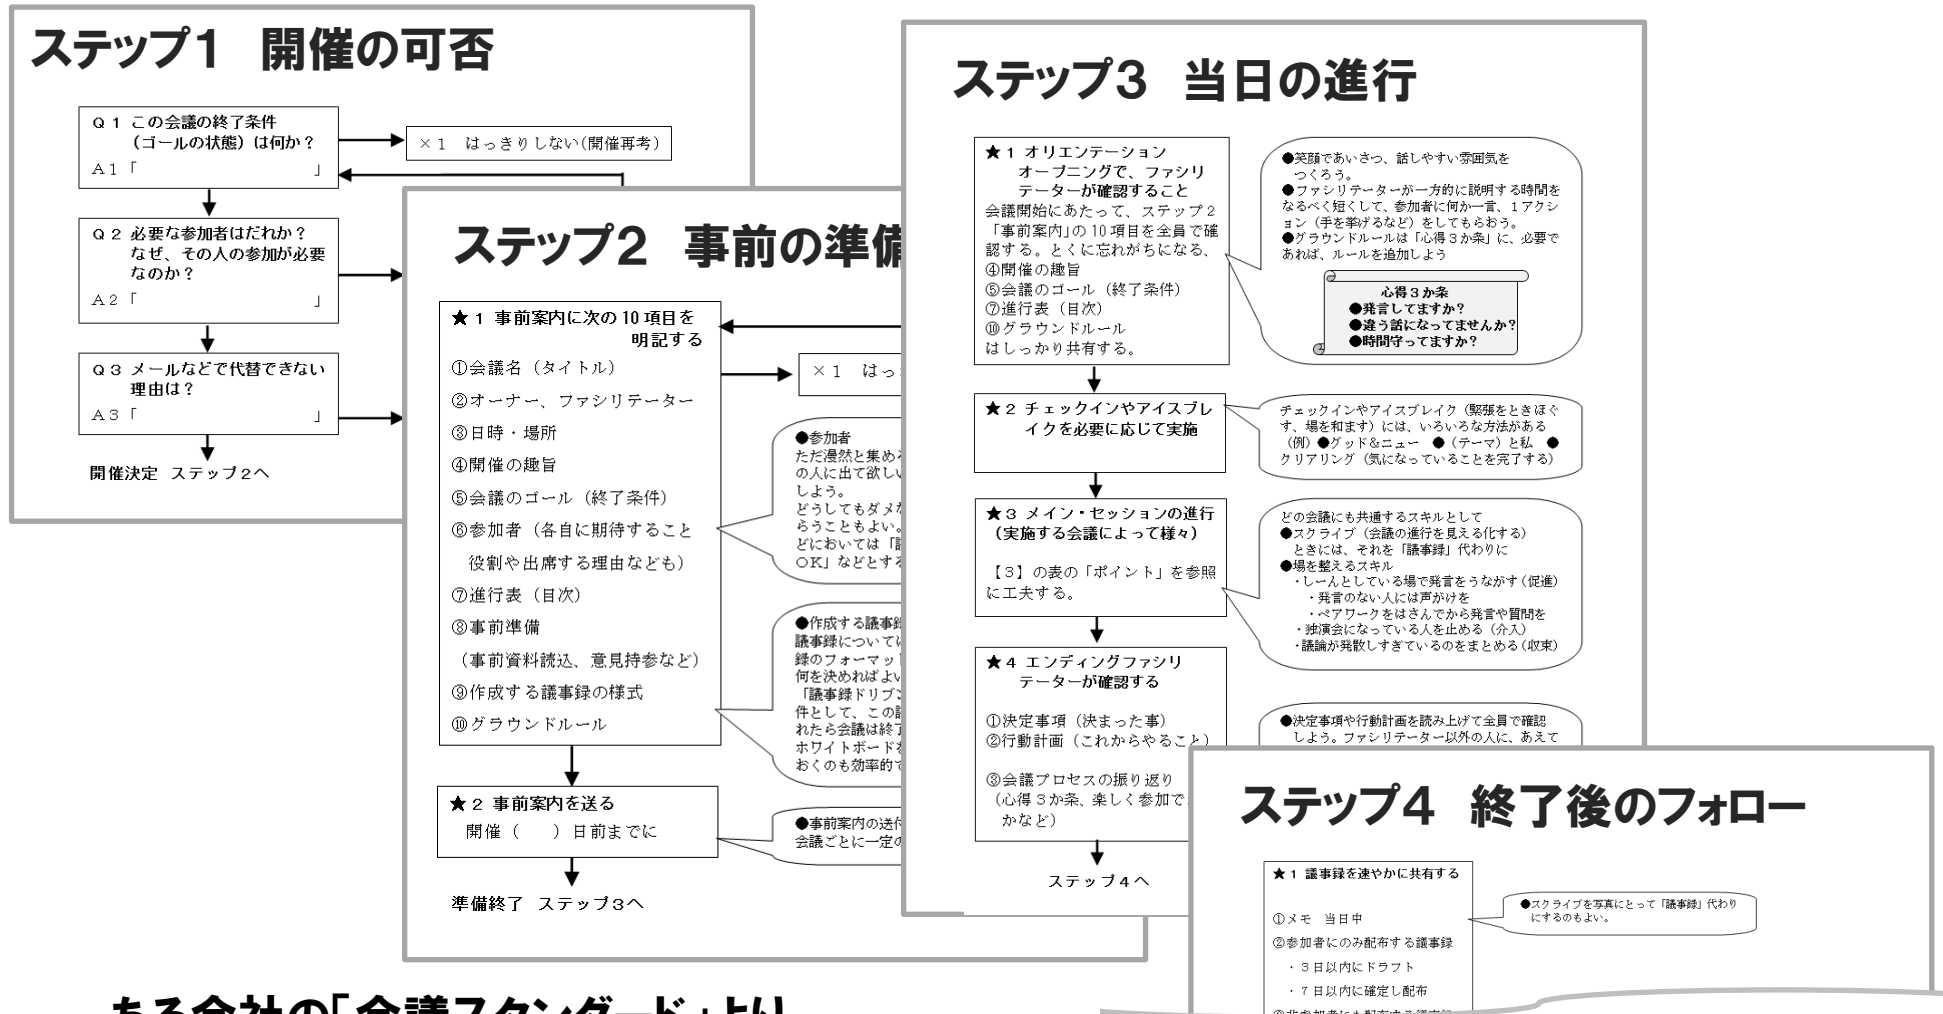 ステップ1　開催の可否
Q1 この会議の終了条件
（ゴールの状態）は何か？
A1「　　　　　　　　　　」
×1　はっきりしない(開催再考)
Q2 必要な参加者はだれか？
なぜ、その人の参加が必要
なのか？
A2「　　　　　　　　　　」
Q3 メールなどで代替できない
理由は？
A3「　　　　　　　　　　」
開催決定 ステップ2へ
ステップ2　事前の準備
★1 事前案内に次の10項目を
明記する
①会議名（タイトル）
②オーナー、ファシリテーター
③日時・場所
④開催の趣旨
⑤会議のゴール（終了条件）
⑥参加者（各自に期待すること
役割や出席する理由なども）
⑦進行表（目次）
⑧事前準備
（事前資料読込、意見持参など）
⑨作成する議事録の様式
⑩グラウンドルール
×1　はっ
●参加者
ただ漫然と集め
の人に出て欲し
しよう。
どうしてもダメ
らうこともよい。
どにおいては「
OK」などとす
●作成する議事録
議事録については
録のフォーマット
何を決めればよい
「議事録ドリブン
件として、この
れたら会議は終了
ホワイトボードを
おくのも効率的で
★2 事前案内を送る
開催（　　）日前までに
●事前案内の送付
会議ごとに一定の
準備終了 ステップ3へ
ステップ3　当日の進行
★1 オリエンテーション
オープニングで、ファシリ
テーターが確認すること
会議開始にあたって、ステップ2
「事前案内」の10項目を全員で確
認する。とくに忘れがちになる、
④開催の趣旨
⑤会議のゴール（終了条件）
⑦進行表（目次）
⑩グラウンドルール
はしっかり共有する。
●笑顔であいさつ、話しやすい雰囲気を
つくろう。
●ファシリテーターが一方的に説明する時間を
なるべく短くして、参加者に何か一言、1アクシ
ョン（手を挙げるなど）をしてもらおう。
●グラウンドルールは「心得3か条」に、必要で
あれば、ルールを追加しよう
心得3か条
●発言してますか？
●違う話になってませんか？
●時間守ってますか？
★2 チェックインやアイスブレ
イクを必要に応じて実施
チェックインやアイスブレイク（緊張をときほぐ
す、場を和ます）には、いろいろな方法がある
（例）●グッド＆ニュー　●（テーマ）と私　●
クリアリング（気になっていることを完了する）
★3 メイン・セッションの進行
（実施する会議によって様々）
【3】の表の「ポイント」を参照
に工夫する。
どの会議にも共通するスキルとして
●スクライブ（会議の進行を見える化する）
ときには、それを「議事録」代わりに
●場を整えるスキル
・しーんとしている場で発言をうながす(促進)
・発言のない人には声がけを
・ペアワークをはさんでから発言や質問を
・独演会になっている人を止める（介入）
・議論が発散しすぎているのをまとめる(収束)
★4 エンディングファシリ
テーターが確認する
①決定事項（決まった事）
②行動計画（これからやること）
③会議プロセスの振り返り
（心得3か条、楽しく参加で
かなど）
●決定事項や行動計画を読み上げて全員で確認
しよう。ファシリテーター以外の人に、あえて
ステップ4へ
ステップ4　終了後のフォロー
★1 議事録を速やかに共有する
①メモ　当日中
②参加者にのみ配布する議事録
・3日以内にドラフト
・7日以内に確定し配布
●スクライブを写真にとって「議事録」代わり
にするのもよい。
ある会社の「会議スタンダード」より